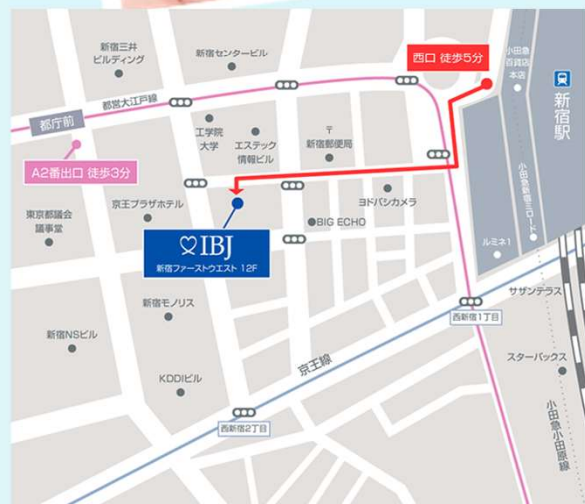 新宿三井
ビルディング
新宿センタービル
西口 徒歩5分
小田急
百貨店
本店
新宿駅
都営大江戸線
都庁前
工学院
大学
エステック
情報ビル
〒
新宿郵便局
A2番出口 徒歩3分
小田急新宿ミロード
ヨドバシカメラ
東京都議会
議事堂
京王プラザホテル
BIG ECHO
IBJ
新宿ファーストウエスト 12F
ルミネ1
サザンテラス
新宿モノリス
西新宿1丁目
新宿NSビル
京王線
スターバックス
KDDIビル
小田急小田原線
西新宿2丁目